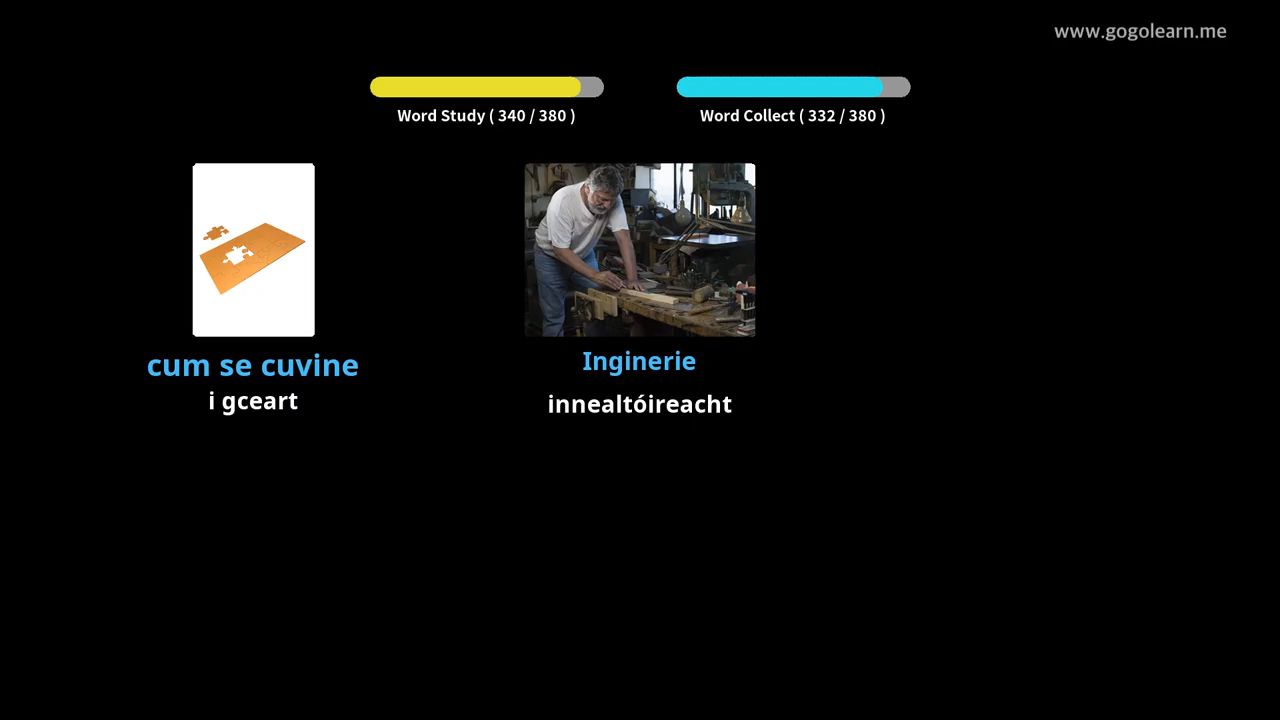 www.gogolearn.me
Word Study ( 340 / 380 )
Word Collect ( 332 / 380 )
cum se cuvine
i gceart
Inginerie
innealtóireacht